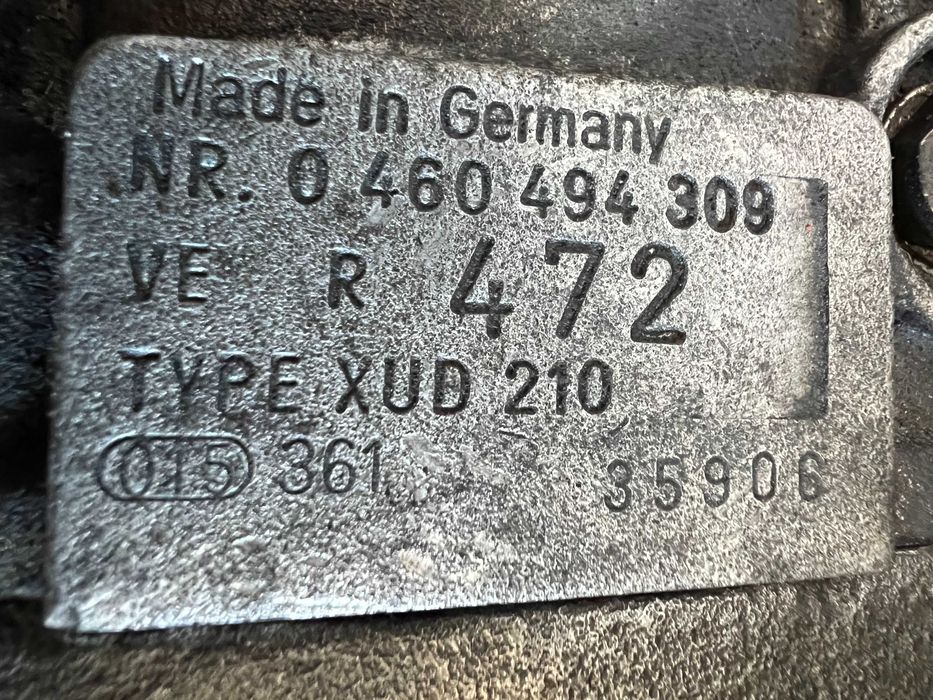 Made in Germany
NR. 0 460 494 309
VE R 472
TYPE XUD 210
015 361 35906